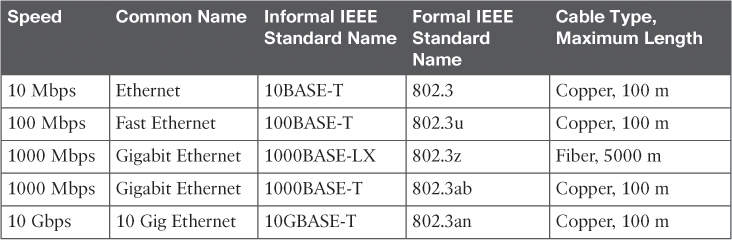 Speed Common Name Informal IEEE Standard Name Formal IEEE Standard Name Cable Type, Maximum Length
10 Mbps Ethernet 10BASE-T 802.3 Copper, 100 m
100 Mbps Fast Ethernet 100BASE-T 802.3u Copper, 100 m
1000 Mbps Gigabit Ethernet 1000BASE-LX 802.3z Fiber, 5000 m
1000 Mbps Gigabit Ethernet 1000BASE-T 802.3ab Copper, 100 m
10 Gbps 10 Gig Ethernet 10GBASE-T 802.3an Copper, 100 m